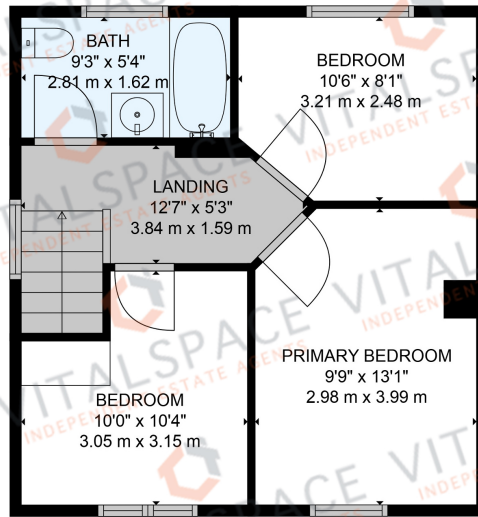 BATH
9'3" x 5'4"
2.81 m x 1.62 m
BEDROOM
10'6" x 8'1"
3.21 m x 2.48 m
LANDING
12'7" x 5'3"
3.84 m x 1.59 m
PRIMARY BEDROOM
9'9" x 13'1"
2.98 m x 3.99 m
BEDROOM
10'0" x 10'4"
3.05 m x 3.15 m
VITALSPACE
INDEPENDENT ESTATE AGENTS